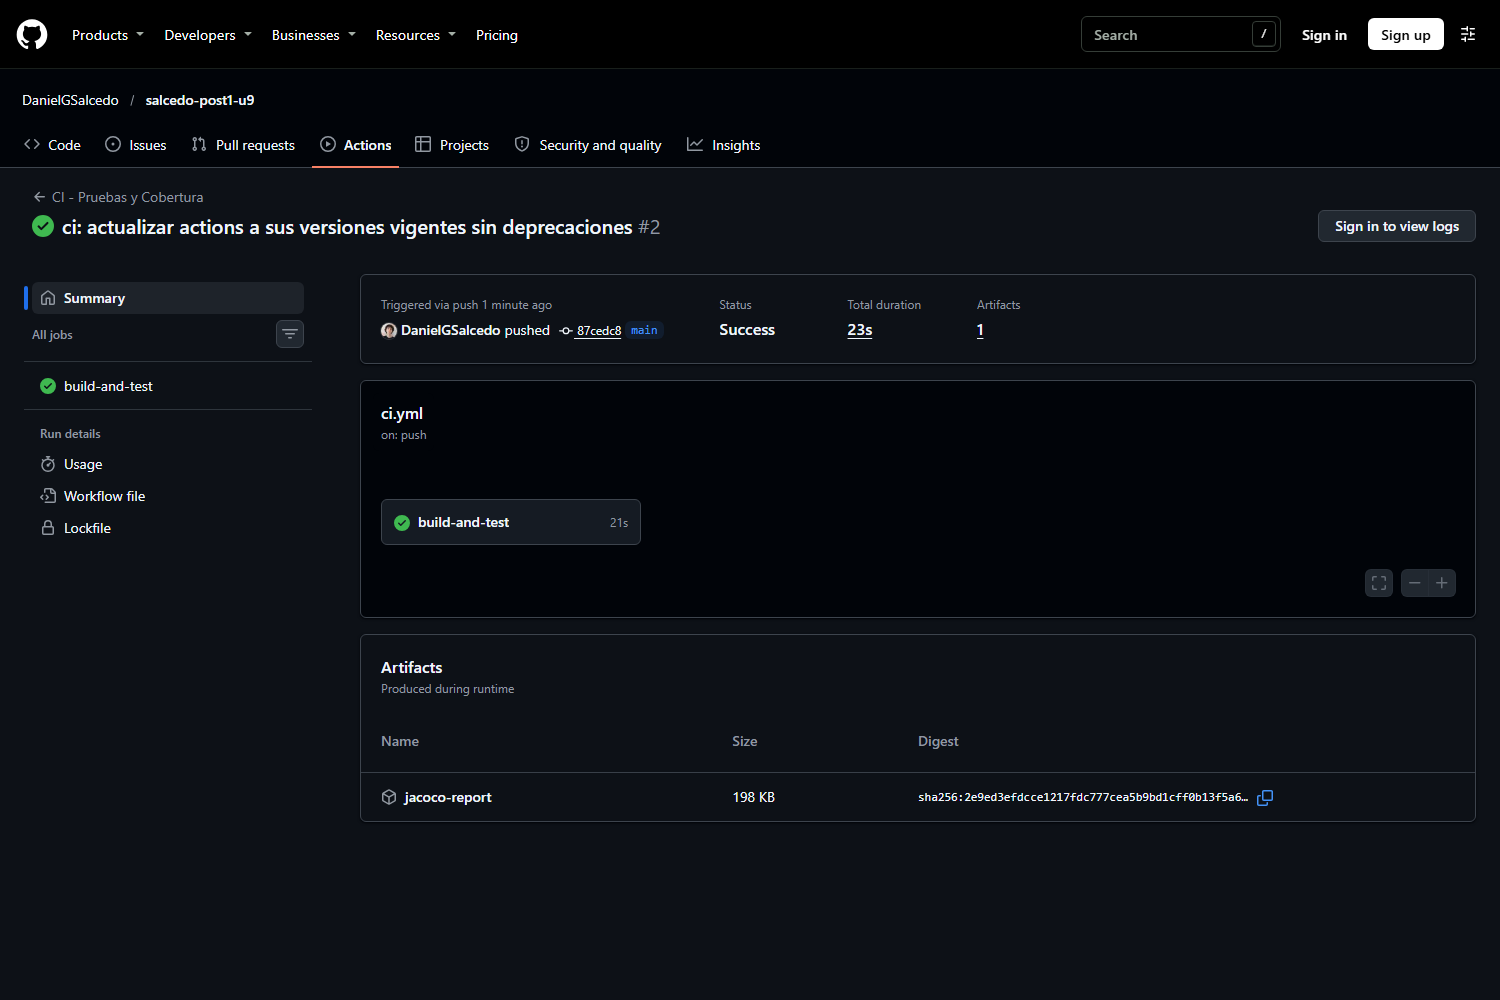 Products Developers Businesses Resources Pricing Search / Sign in Sign up
DanielGSalcedo / salcedo-post1-u9
Code Issues Pull requests Actions Projects Security and quality Insights
CI - Pruebas y Cobertura
ci: actualizar actions a sus versiones vigentes sin deprecaciones #2
Sign in to view logs
Summary
All jobs
build-and-test
Run details
Usage
Workflow file
Lockfile
Triggered via push 1 minute ago
DanielGSalcedo pushed 87cedc8 main
Status
Success
Total duration
23s
Artifacts
1
ci.yml
on: push
build-and-test 21s
Artifacts
Produced during runtime
Name Size Digest
jacoco-report 198 KB sha256:2e9ed3efdcce1217fdc777cea5b9bd1cff0b13f5a6…